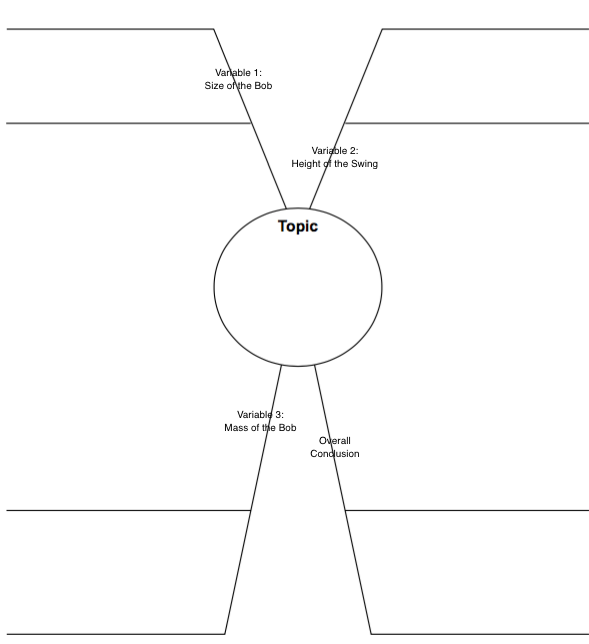 Variable 1:
Size of the Bob
Variable 2:
Height of the Swing
Topic
Variable 3:
Mass of the Bob
Overall
Conclusion